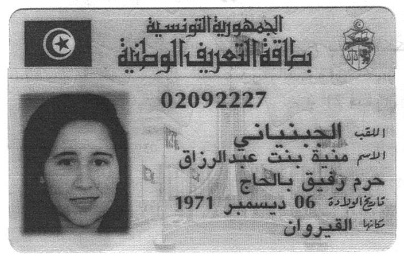 الجمهورية التونسية
بطاقة التعريف الوطنية
02092227
اللقب الجبنياني
الاسم منية بنت عبدالرزاق
حرم رفيق بالحاج
تاريخ الولادة 06 ديسمبر 1971
مكانها القيروان